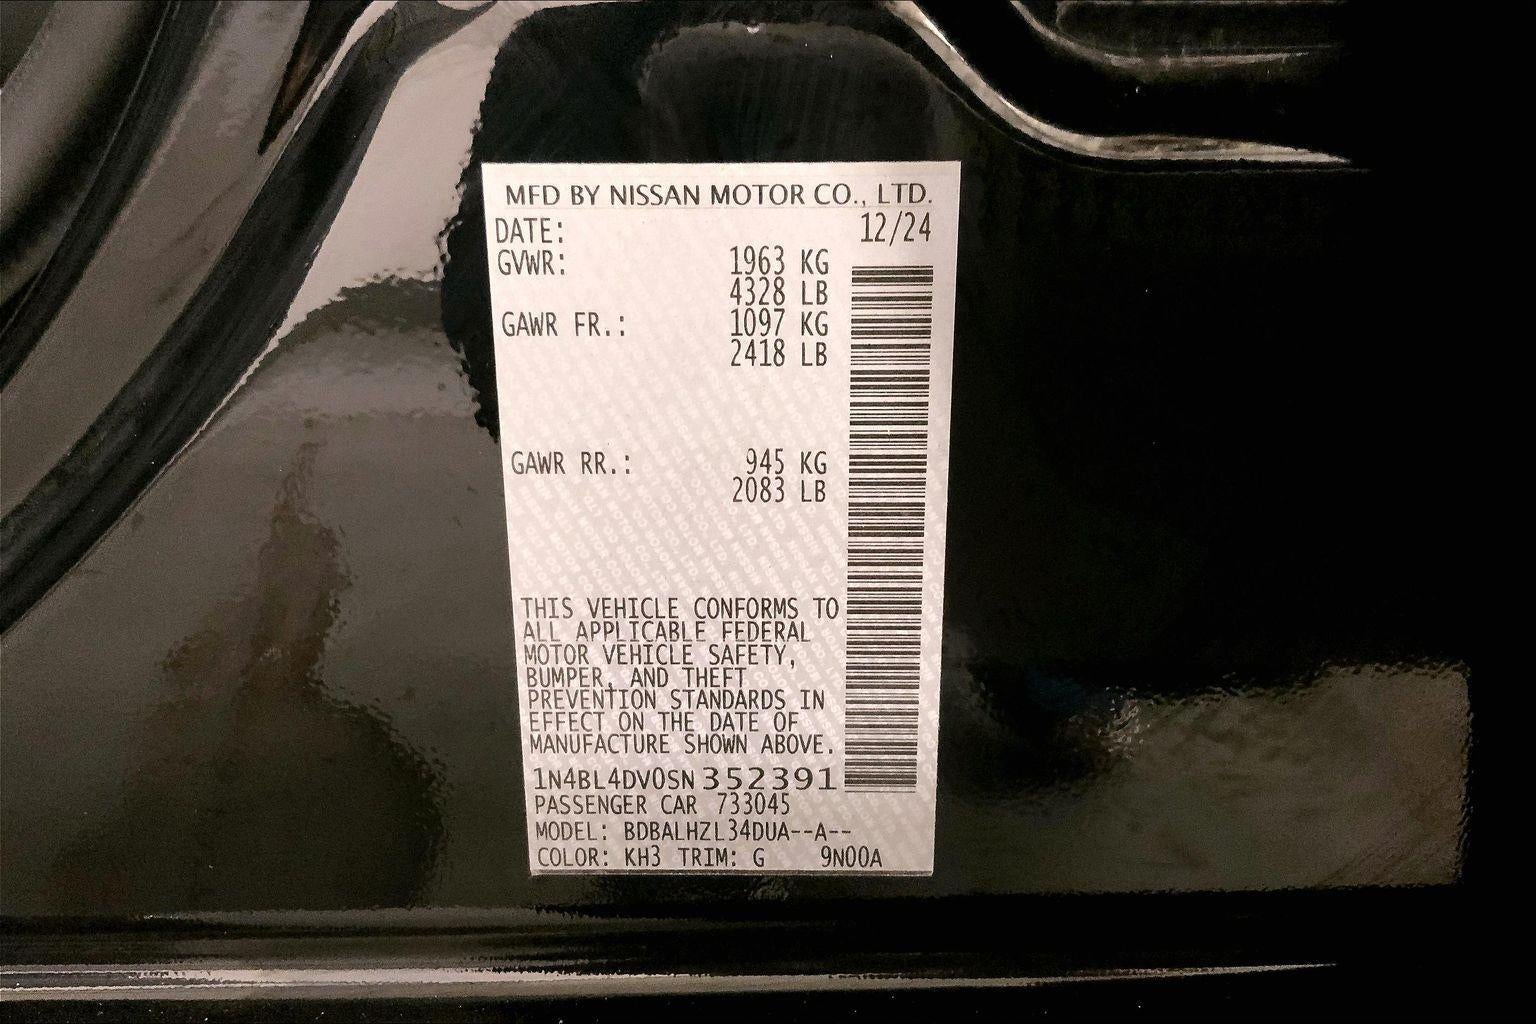 MFD BY NISSAN MOTOR CO., LTD.
DATE: 12/24
GVWR: 1963 KG
4328 LB
GAWR FR.: 1097 KG
2418 LB
GAWR RR.: 945 KG
2083 LB
THIS VEHICLE CONFORMS TO
ALL APPLICABLE FEDERAL
MOTOR VEHICLE SAFETY,
BUMPER, AND THEFT
PREVENTION STANDARDS IN
EFFECT ON THE DATE OF
MANUFACTURE SHOWN ABOVE.
1N4BL4DV0SN352391
PASSENGER CAR 733045
MODEL: BDBALHZL34DUA--A--
COLOR: KH3 TRIM: G 9N00A